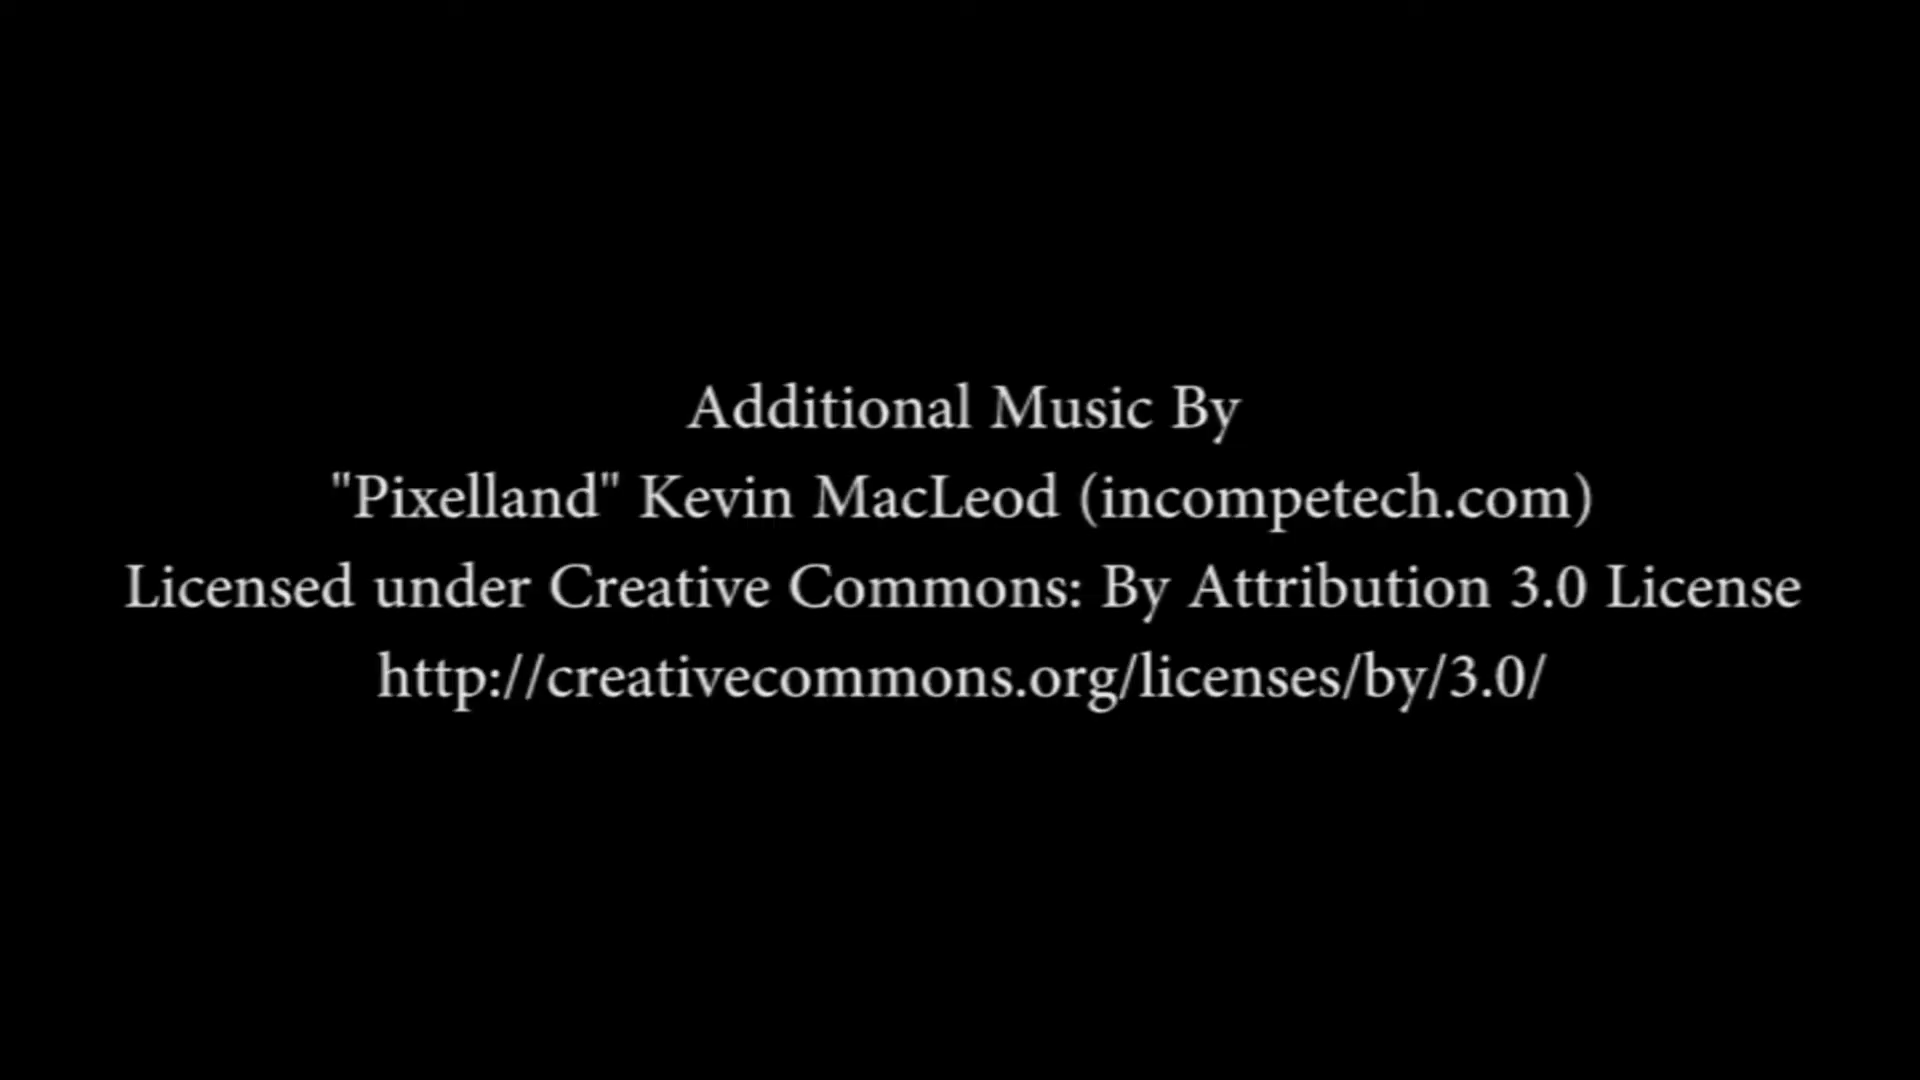 Additional Music By
"Pixelland" Kevin MacLeod (incompetech.com)
Licensed under Creative Commons: By Attribution 3.0 License
http://creativecommons.org/licenses/by/3.0/